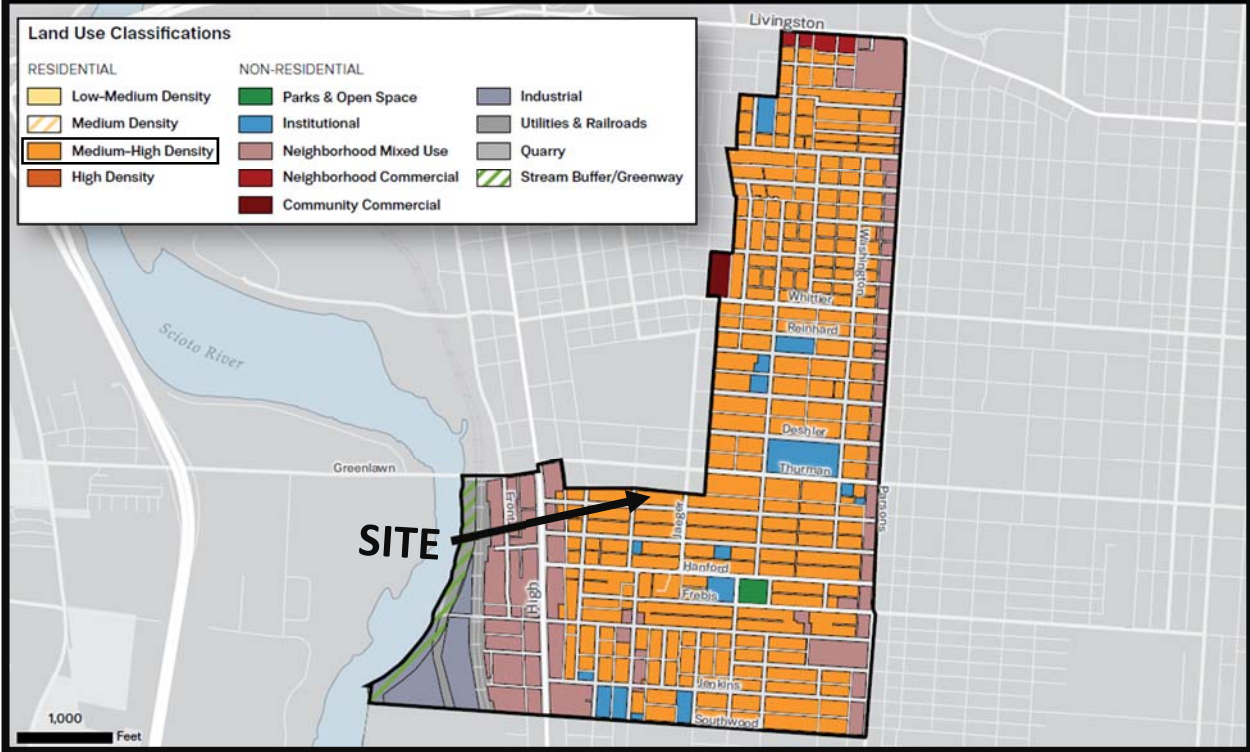 Land Use Classifications
RESIDENTIAL
Low-Medium Density
Medium Density
Medium-High Density
High Density
NON-RESIDENTIAL
Parks & Open Space
Institutional
Neighborhood Mixed Use
Neighborhood Commercial
Community Commercial
Industrial
Utilities & Railroads
Quarry
Stream Buffer/Greenway
Livingston
Washington
Whittier
Reinhard
Scioto River
Deshler
Thurman
Greenlawn
Front
Parsons
Jaeger
SITE
Hanford
Frebis
High
Jenkins
Southwood
1,000
Feet